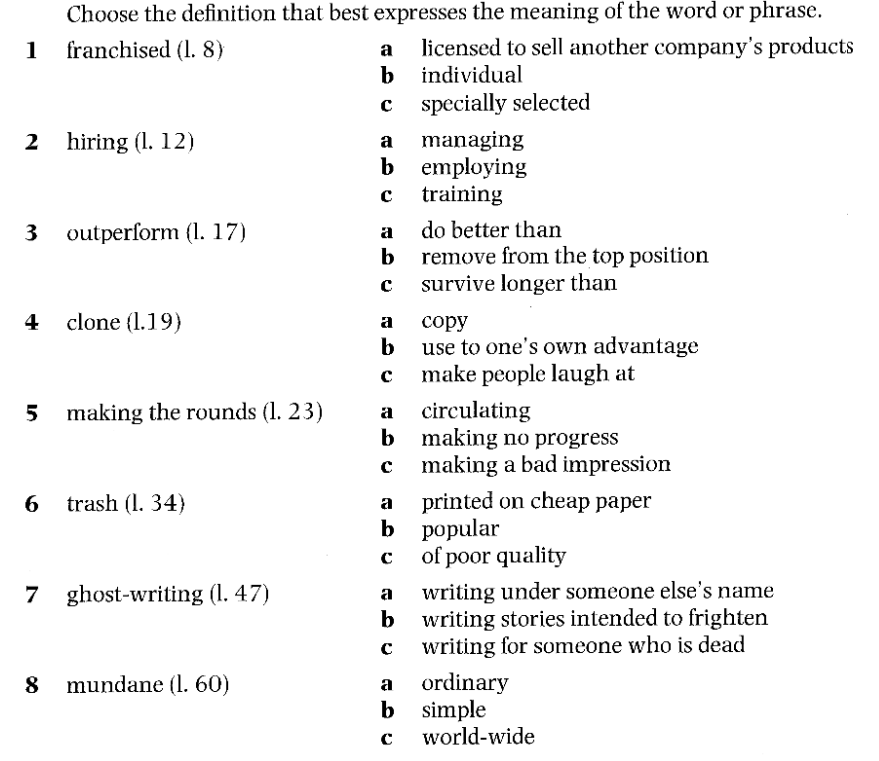 Choose the definition that best expresses the meaning of the word or phrase.
1 franchised (l. 8) a licensed to sell another company's products
b individual
c specially selected
2 hiring (l. 12) a managing
b employing
c training
3 outperform (l. 17) a do better than
b remove from the top position
c survive longer than
4 clone (l.19) a copy
b use to one's own advantage
c make people laugh at
5 making the rounds (l. 23) a circulating
b making no progress
c making a bad impression
6 trash (l. 34) a printed on cheap paper
b popular
c of poor quality
7 ghost-writing (l. 47) a writing under someone else's name
b writing stories intended to frighten
c writing for someone who is dead
8 mundane (l. 60) a ordinary
b simple
c world-wide